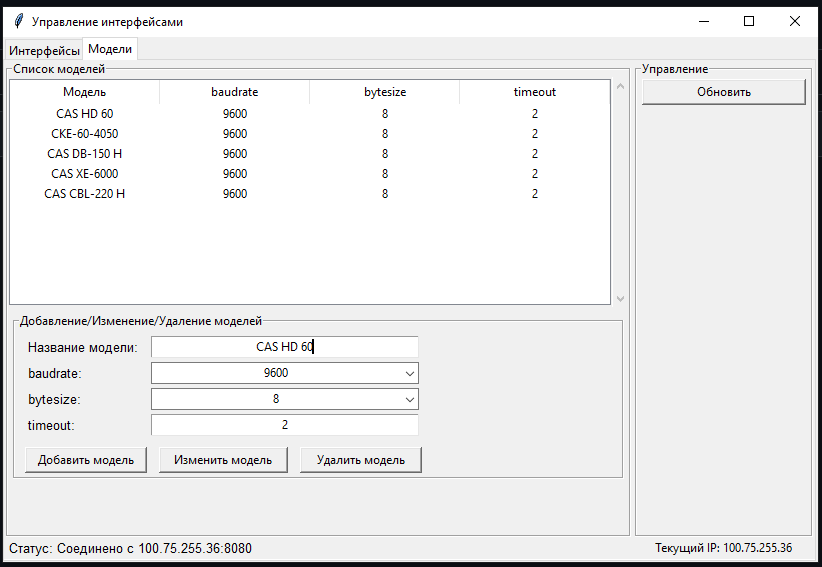 Управление интерфейсами
Интерфейсы Модели
Список моделей
Управление
Модель baudrate bytesize timeout
Обновить
CAS HD 60 9600 8 2
CKE-60-4050 9600 8 2
CAS DB-150 H 9600 8 2
CAS XE-6000 9600 8 2
CAS CBL-220 H 9600 8 2
Добавление/Изменение/Удаление моделей
Название модели: CAS HD 60
baudrate: 9600
bytesize: 8
timeout: 2
Добавить модель Изменить модель Удалить модель
Статус: Соединено с 100.75.255.36:8080
Текущий IP: 100.75.255.36